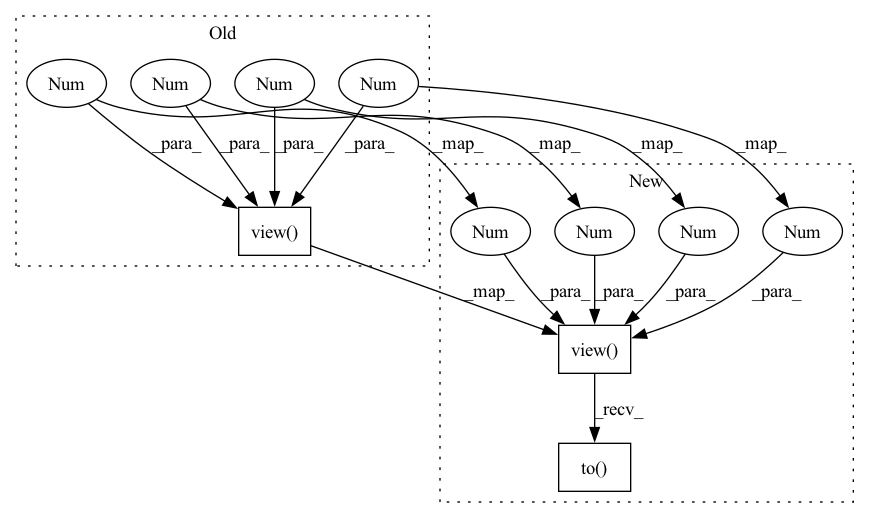 Old
Num Num Num Num
_para_ _para_ _para_ _para_ _map_ _map_ _map_ _map_
New
view() Num Num Num Num
_map_ _para_ _para_ _para_ _para_
view()
_recv_
to()